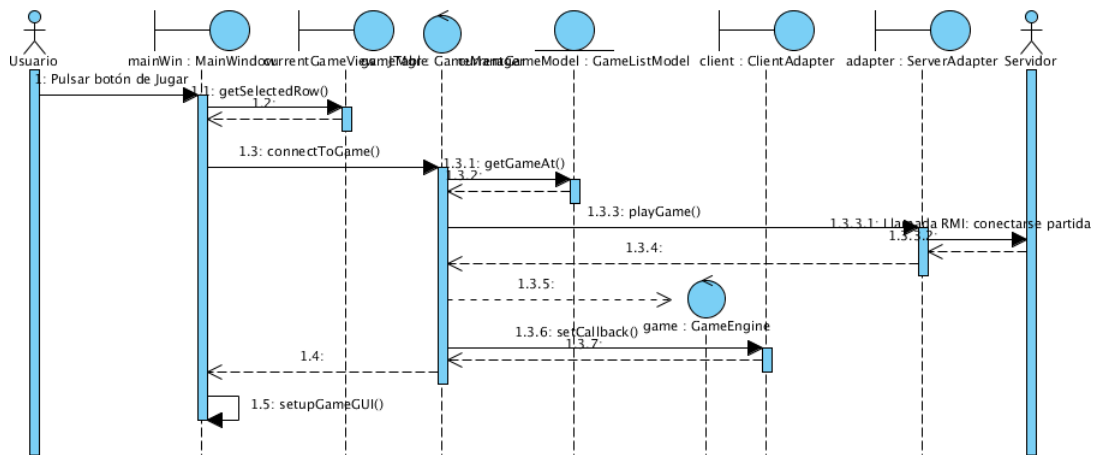 Usuario
mainWin : MainWindow
currentGameView
: GameListModel
client : ClientAdapter
adapter : ServerAdapter
Servidor
1: Pulsar botón de Jugar
1.1: getSelectedRow()
1.2:
1.3: connectToGame()
1.3.1: getGameAt()
1.3.2:
1.3.3: playGame()
1.3.3.1: Llamada RMI: conectarse partida
1.3.3.2:
1.3.4:
1.3.5:
game : GameEngine
1.3.6: setCallback()
1.3.7:
1.4:
1.5: setupGameGUI()